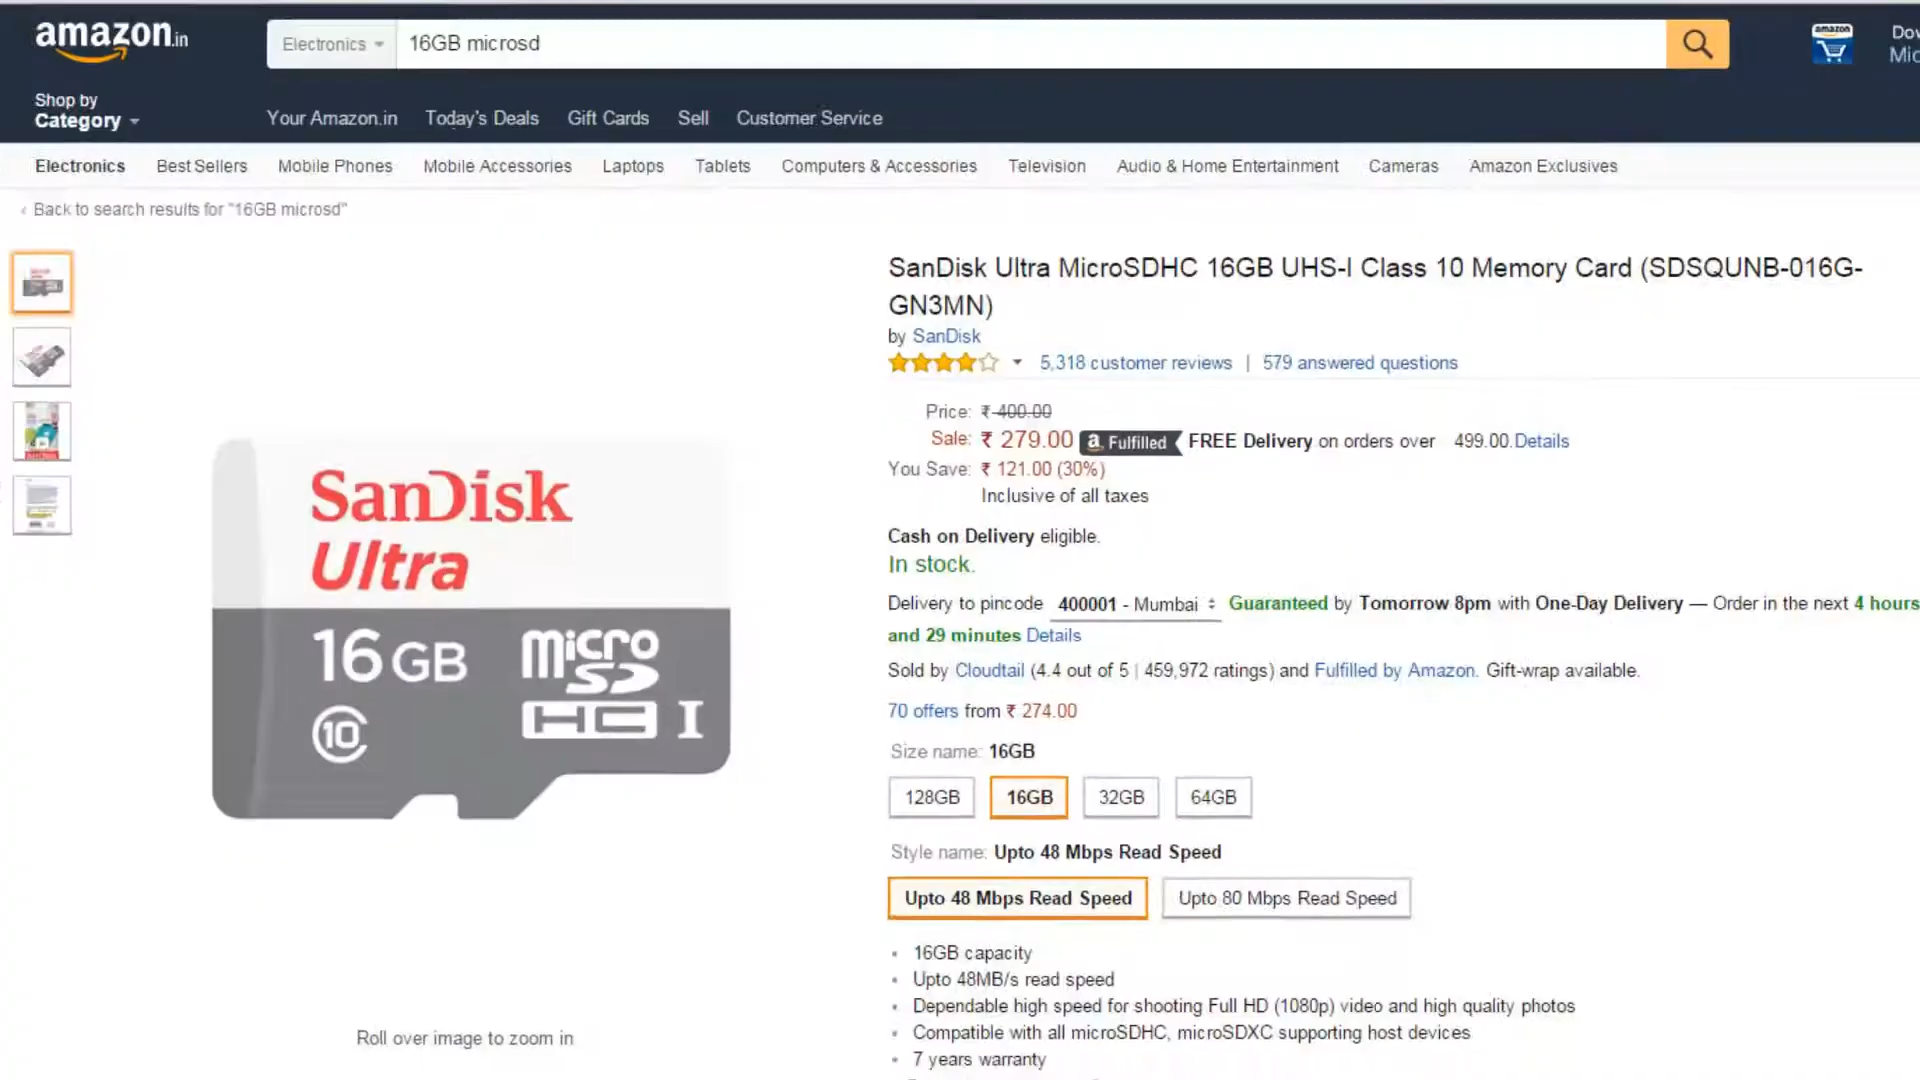 amazon.in
Electronics
16GB microsd
Shop by
Category
Your Amazon.in
Today's Deals
Gift Cards
Sell
Customer Service
Electronics
Best Sellers
Mobile Phones
Mobile Accessories
Laptops
Tablets
Computers & Accessories
Television
Audio & Home Entertainment
Cameras
Amazon Exclusives
‹ Back to search results for "16GB microsd"
SanDisk
Ultra
16 GB
micro
SD
HC I
10
Roll over image to zoom in
SanDisk Ultra MicroSDHC 16GB UHS-I Class 10 Memory Card (SDSQUNB-016G-
GN3MN)
by SanDisk
5,318 customer reviews | 579 answered questions
Price: ₹ 400.00
Sale: ₹ 279.00 a Fulfilled FREE Delivery on orders over 499.00.Details
You Save: ₹ 121.00 (30%)
Inclusive of all taxes
Cash on Delivery eligible.
In stock.
Delivery to pincode 400001 - Mumbai Guaranteed by Tomorrow 8pm with One-Day Delivery — Order in the next 4 hours
and 29 minutes Details
Sold by Cloudtail (4.4 out of 5 | 459,972 ratings) and Fulfilled by Amazon. Gift-wrap available.
70 offers from ₹ 274.00
Size name: 16GB
128GB 16GB 32GB 64GB
Style name: Upto 48 Mbps Read Speed
Upto 48 Mbps Read Speed Upto 80 Mbps Read Speed
• 16GB capacity
• Upto 48MB/s read speed
• Dependable high speed for shooting Full HD (1080p) video and high quality photos
• Compatible with all microSDHC, microSDXC supporting host devices
• 7 years warranty